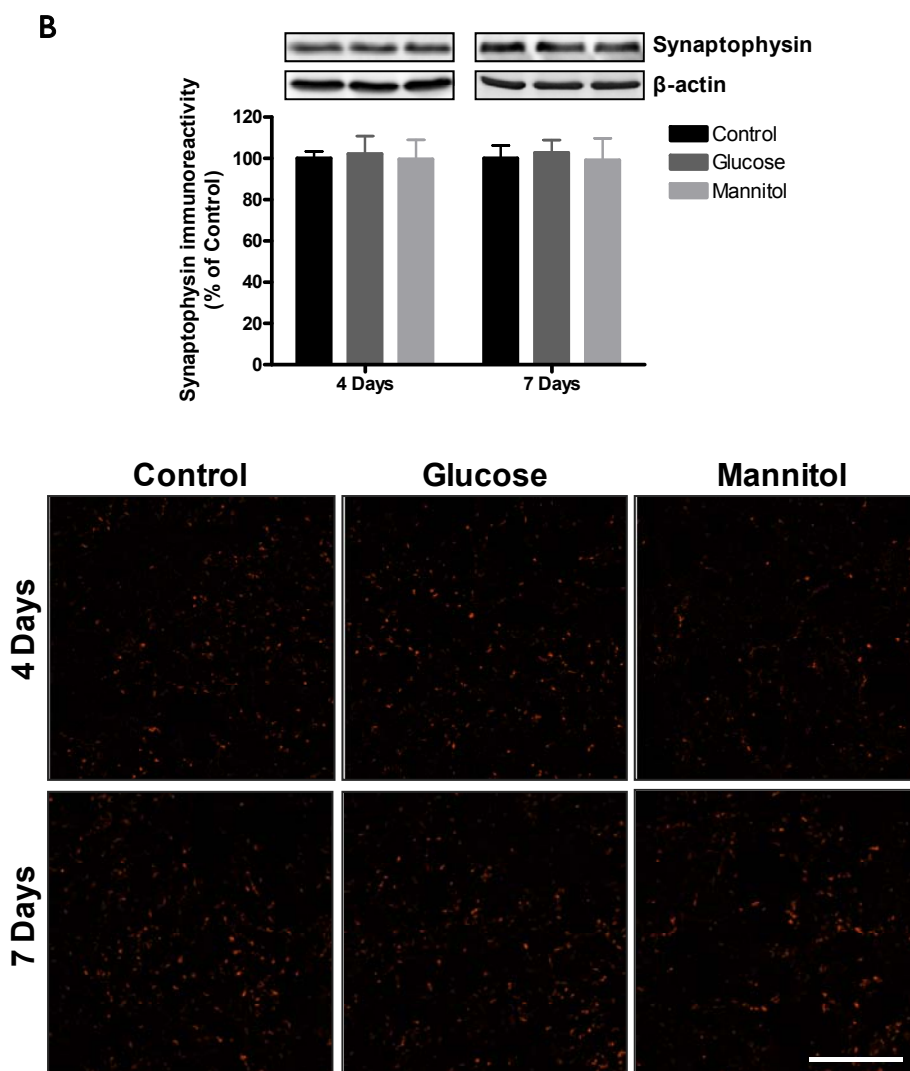 B
Synaptophysin
β-actin
Synaptophysin immunoreactivity
(% of Control)
120
100
80
60
40
20
0
4 Days
7 Days
Control
Glucose
Mannitol
Control
Glucose
Mannitol
4 Days
7 Days